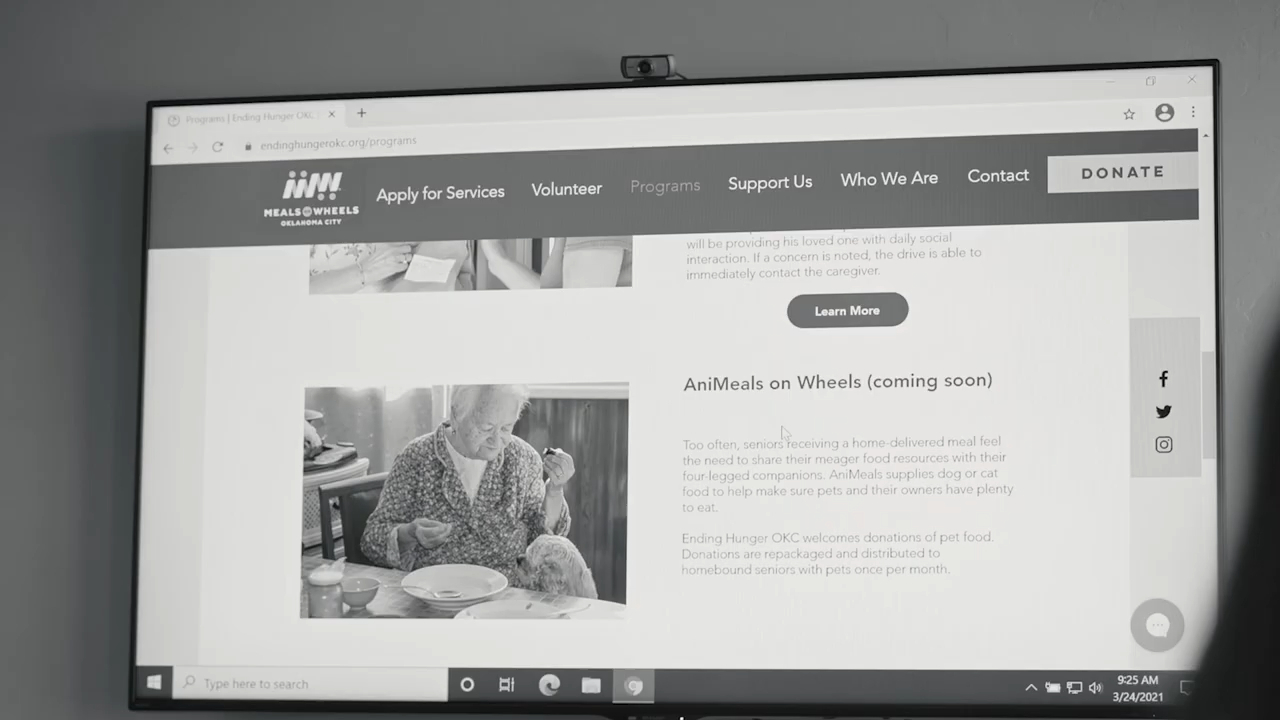 Programs | Ending Hunger OKC
endinghungerokc.org/programs
MEALS ON WHEELS
OKLAHOMA CITY
Apply for Services
Volunteer
Programs
Support Us
Who We Are
Contact
DONATE
will be providing his loved one with daily social
interaction. If a concern is noted, the drive is able to
immediately contact the caregiver.
Learn More
AniMeals on Wheels (coming soon)
Too often, seniors receiving a home-delivered meal feel
the need to share their meager food resources with their
four-legged companions. AniMeals supplies dog or cat
food to help make sure pets and their owners have plenty
to eat.
Ending Hunger OKC welcomes donations of pet food.
Donations are repackaged and distributed to
homebound seniors with pets once per month.
Type here to search
9:25 AM
3/24/2021